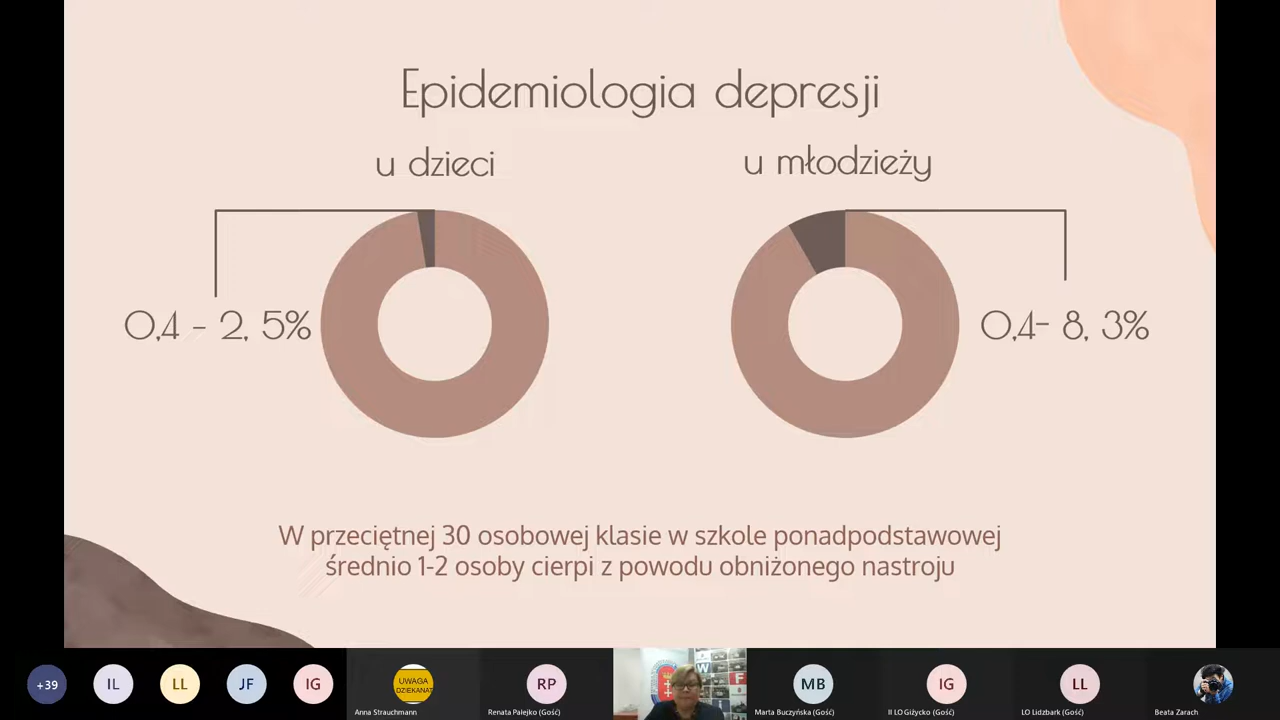 Epidemiologia depresji
u dzieci
u młodzieży
0,4 – 2, 5%
0,4– 8, 3%
W przeciętnej 30 osobowej klasie w szkole ponadpodstawowej
średnio 1-2 osoby cierpi z powodu obniżonego nastroju
+39
IL
LL
JF
IG
UWAGA
DZIEKANAT
Anna Strauchmann
RP
Renata Pałejko (Gość)
W
F
MB
Marta Buczyńska (Gość)
IG
II LO Giżycko (Gość)
LL
LO Lidzbark (Gość)
Beata Zarach